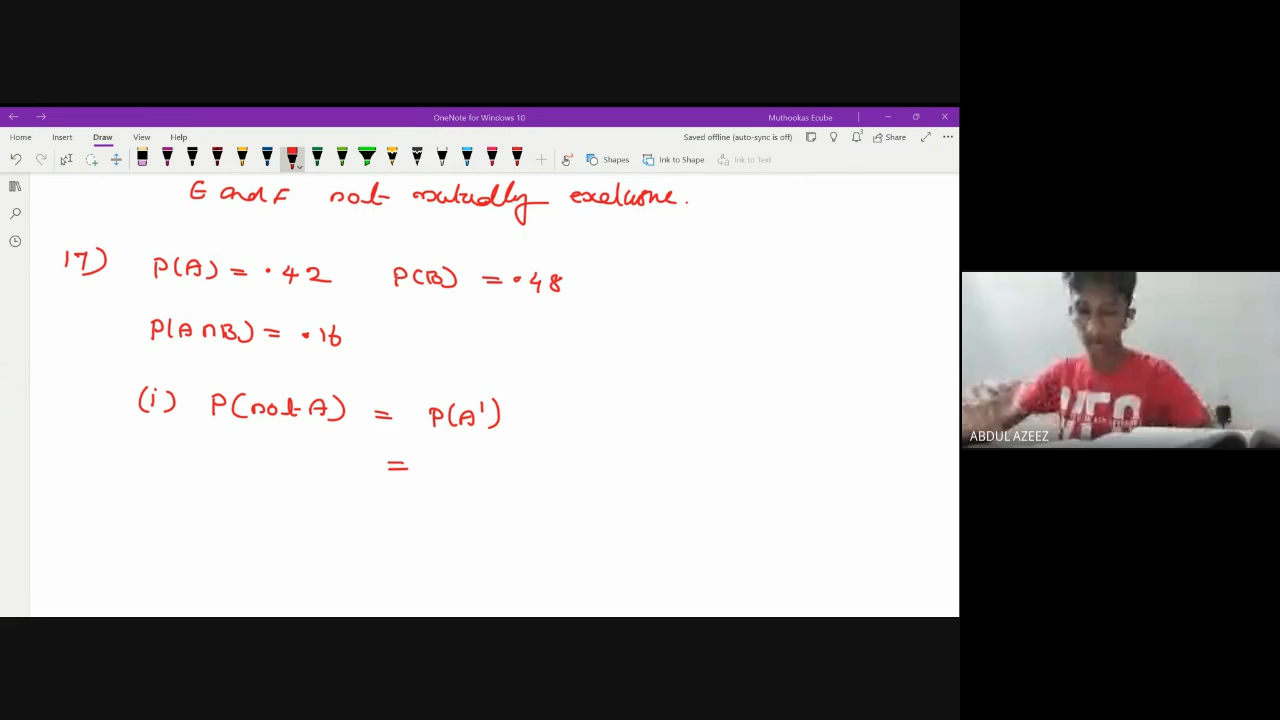 OneNote for Windows 10
Muthookas Ecube
Home Insert Draw View Help
Saved offline (auto-sync is off)
3
Share
Shapes
Ink to Shape
Ink to Text
E and F not mutually exclusive.
17) P(A) = .42 P(B) = .48
P(A∩B) = .16
(i) P(not A) = P(A')
=
ABDUL AZEEZ